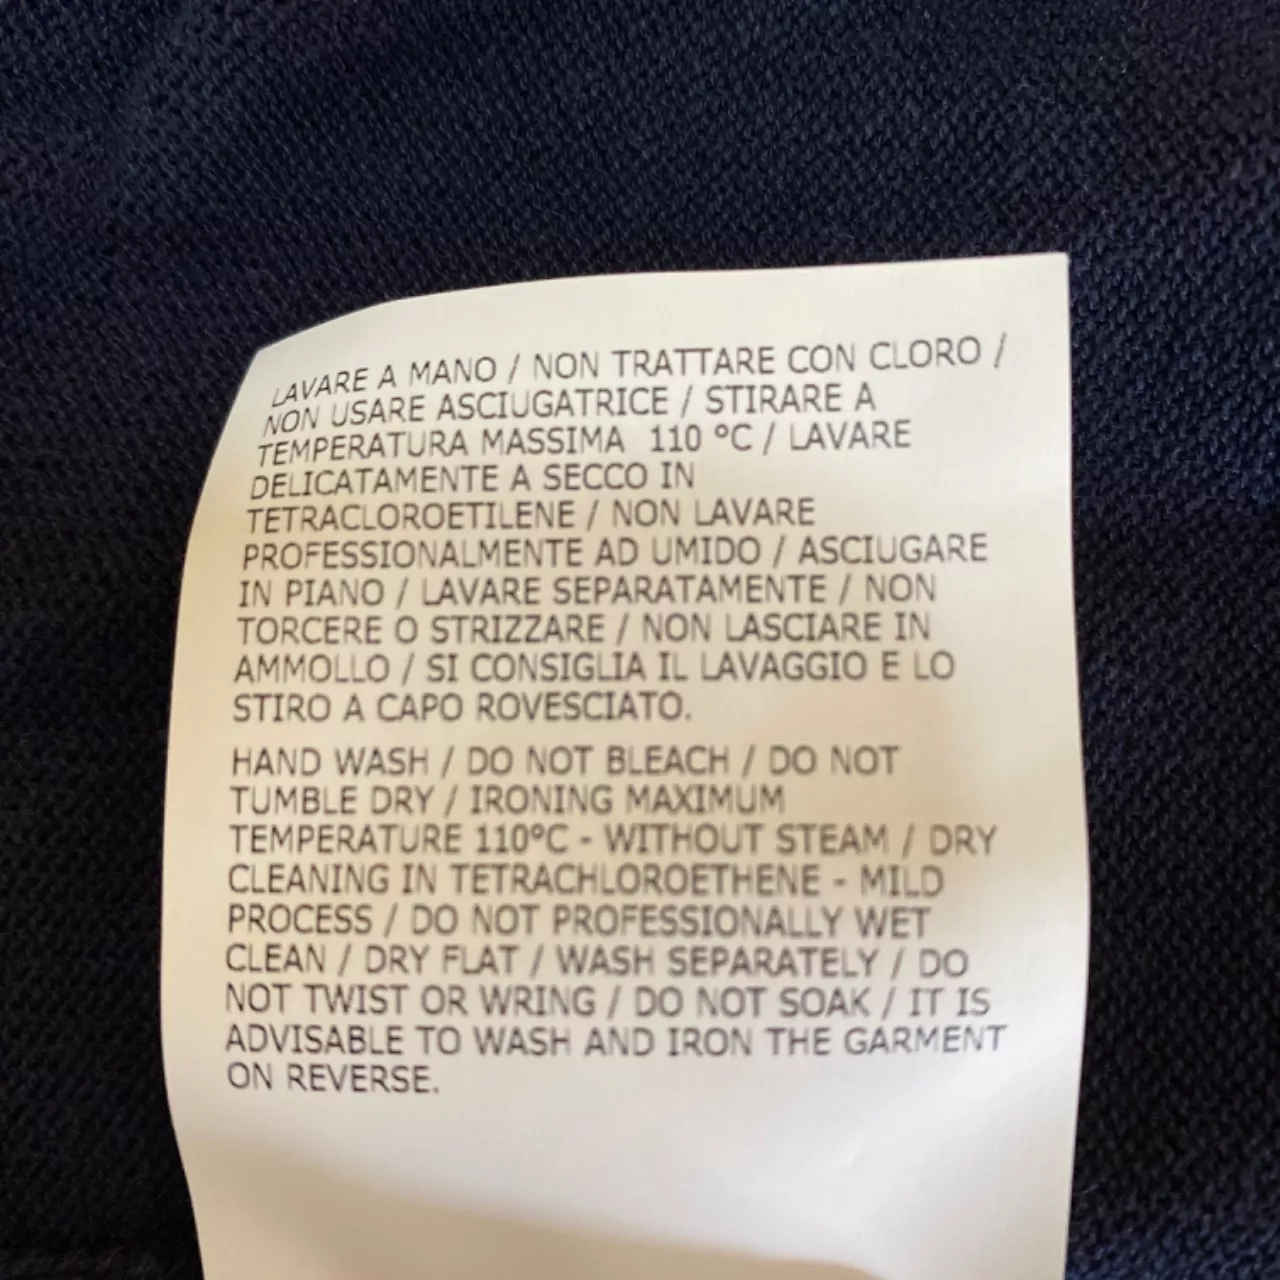 LAVARE A MANO / NON TRATTARE CON CLORO /
NON USARE ASCIUGATRICE / STIRARE A
TEMPERATURA MASSIMA 110 °C / LAVARE
DELICATAMENTE A SECCO IN
TETRACLOROETILENE / NON LAVARE
PROFESSIONALMENTE AD UMIDO / ASCIUGARE
IN PIANO / LAVARE SEPARATAMENTE / NON
TORCERE O STRIZZARE / NON LASCIARE IN
AMMOLLO / SI CONSIGLIA IL LAVAGGIO E LO
STIRO A CAPO ROVESCIATO.
HAND WASH / DO NOT BLEACH / DO NOT
TUMBLE DRY / IRONING MAXIMUM
TEMPERATURE 110°C - WITHOUT STEAM / DRY
CLEANING IN TETRACHLOROETHENE - MILD
PROCESS / DO NOT PROFESSIONALLY WET
CLEAN / DRY FLAT / WASH SEPARATELY / DO
NOT TWIST OR WRING / DO NOT SOAK / IT IS
ADVISABLE TO WASH AND IRON THE GARMENT
ON REVERSE.